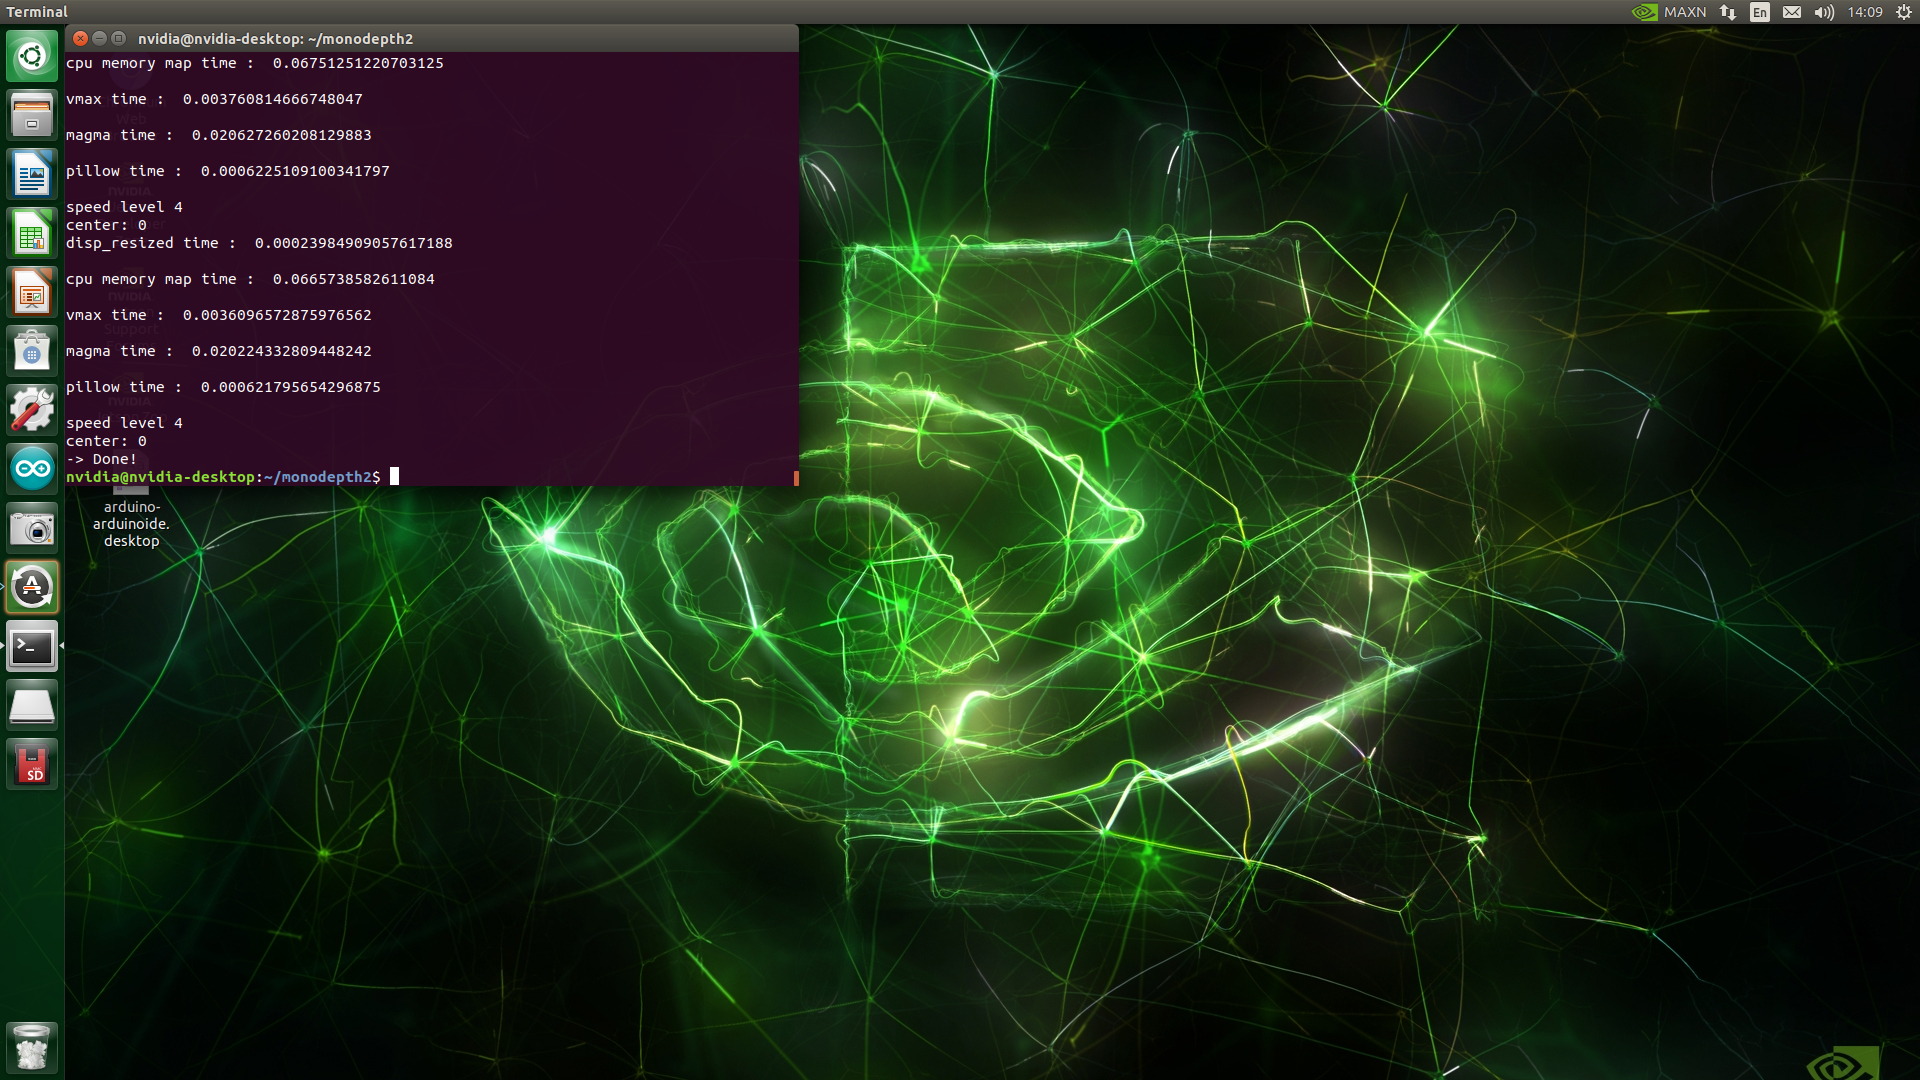 Terminal
MAXN
En
14:09
nvidia@nvidia-desktop: ~/monodepth2
cpu memory map time :  0.06751251220703125
vmax time :  0.003760814666748047
magma time :  0.020627260208129883
pillow time :  0.0006225109100341797
speed level 4
center: 0
disp_resized time :  0.00023984909057617188
cpu memory map time :  0.0665738582611084
vmax time :  0.0036096572875976562
magma time :  0.020224332809448242
pillow time :  0.000621795654296875
speed level 4
center: 0
-> Done!
nvidia@nvidia-desktop:~/monodepth2$
arduino-
arduinoide.
desktop
SD